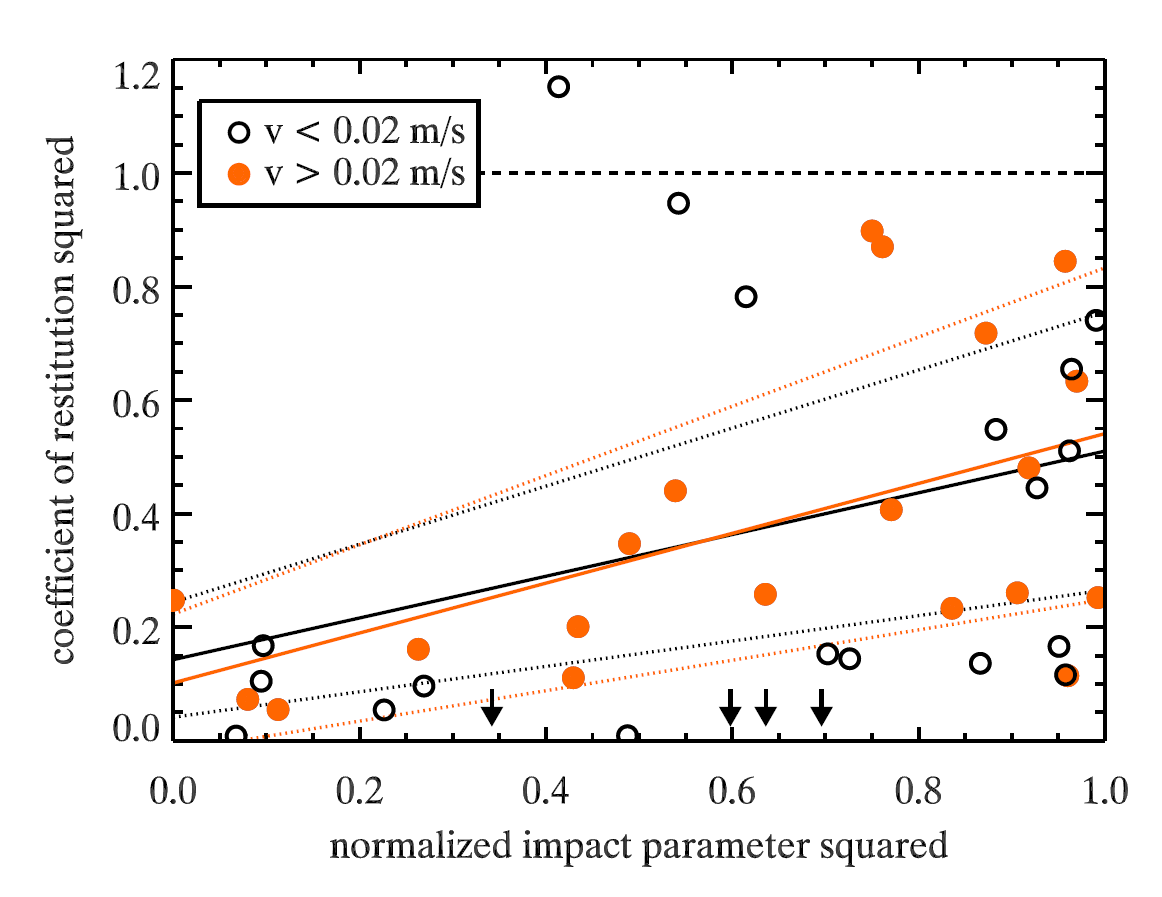 coefficient of restitution squared
1.2
1.0
0.8
0.6
0.4
0.2
0.0
v < 0.02 m/s
v > 0.02 m/s
0.0 0.2 0.4 0.6 0.8 1.0
normalized impact parameter squared